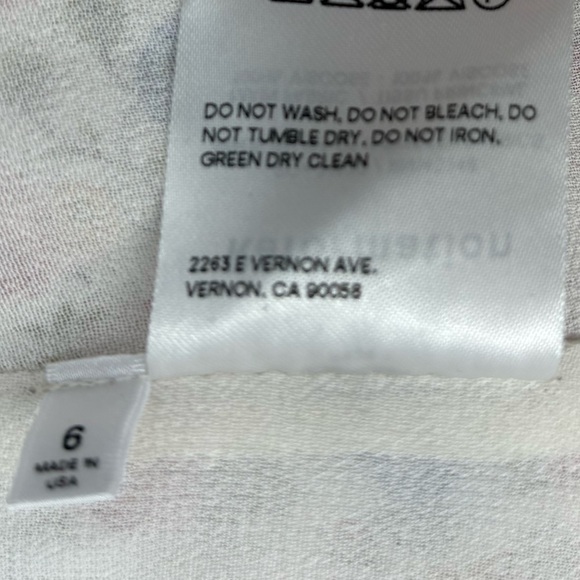 DO NOT WASH, DO NOT BLEACH, DO
NOT TUMBLE DRY, DO NOT IRON,
GREEN DRY CLEAN
2263 E VERNON AVE.
VERNON, CA 90058
6
MADE IN
USA